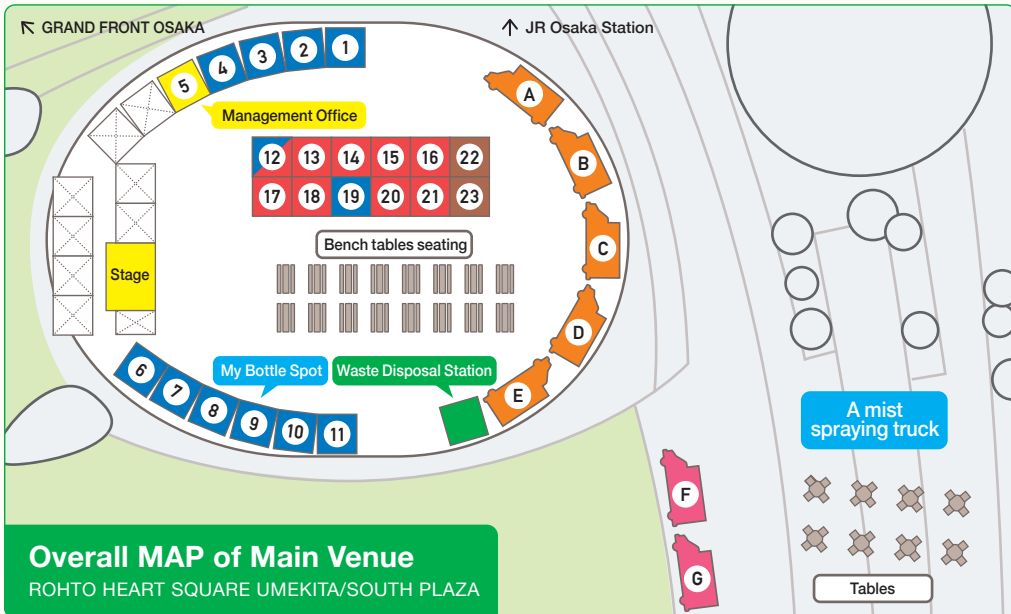 GRAND FRONT OSAKA
JR Osaka Station
1
2
3
4
5
Management Office
A
B
C
D
E
12 13 14 15 16 22
17 18 19 20 21 23
Bench tables seating
Stage
My Bottle Spot
Waste Disposal Station
6
7
8
9
10
11
A mist
spraying truck
F
G
Tables
Overall MAP of Main Venue
ROHTO HEART SQUARE UMEKITA/SOUTH PLAZA